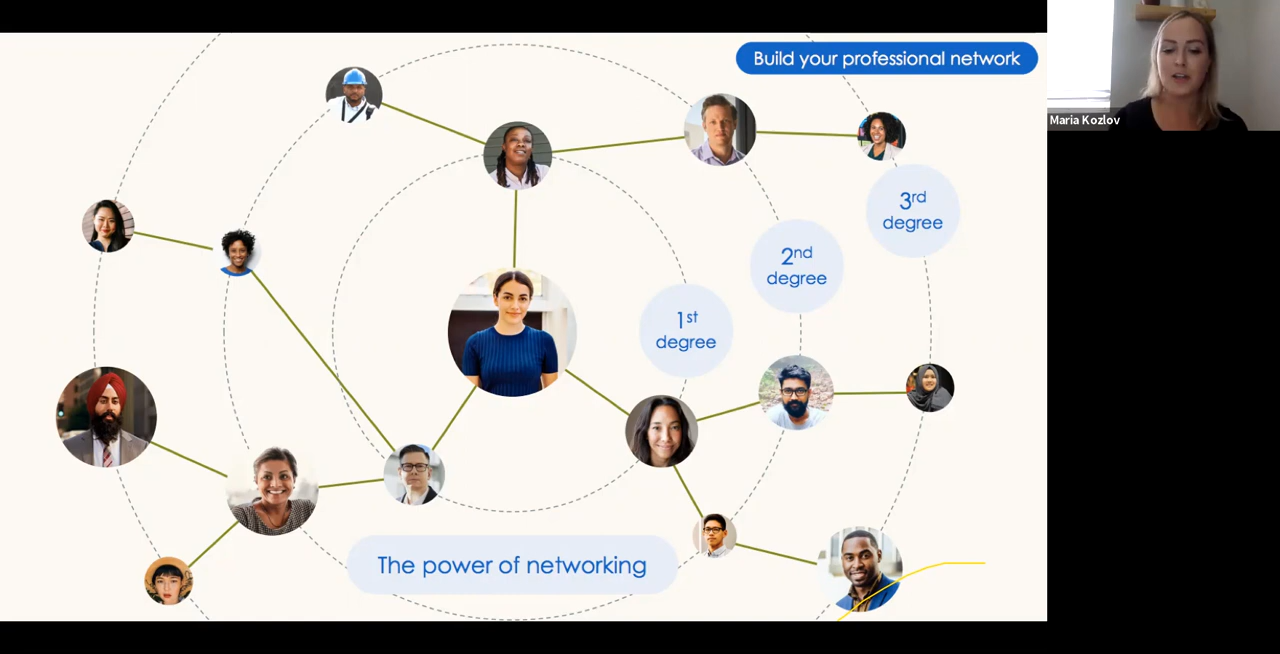 Build your professional network
Maria Kozlov
3rd
degree
2nd
degree
1st
degree
The power of networking